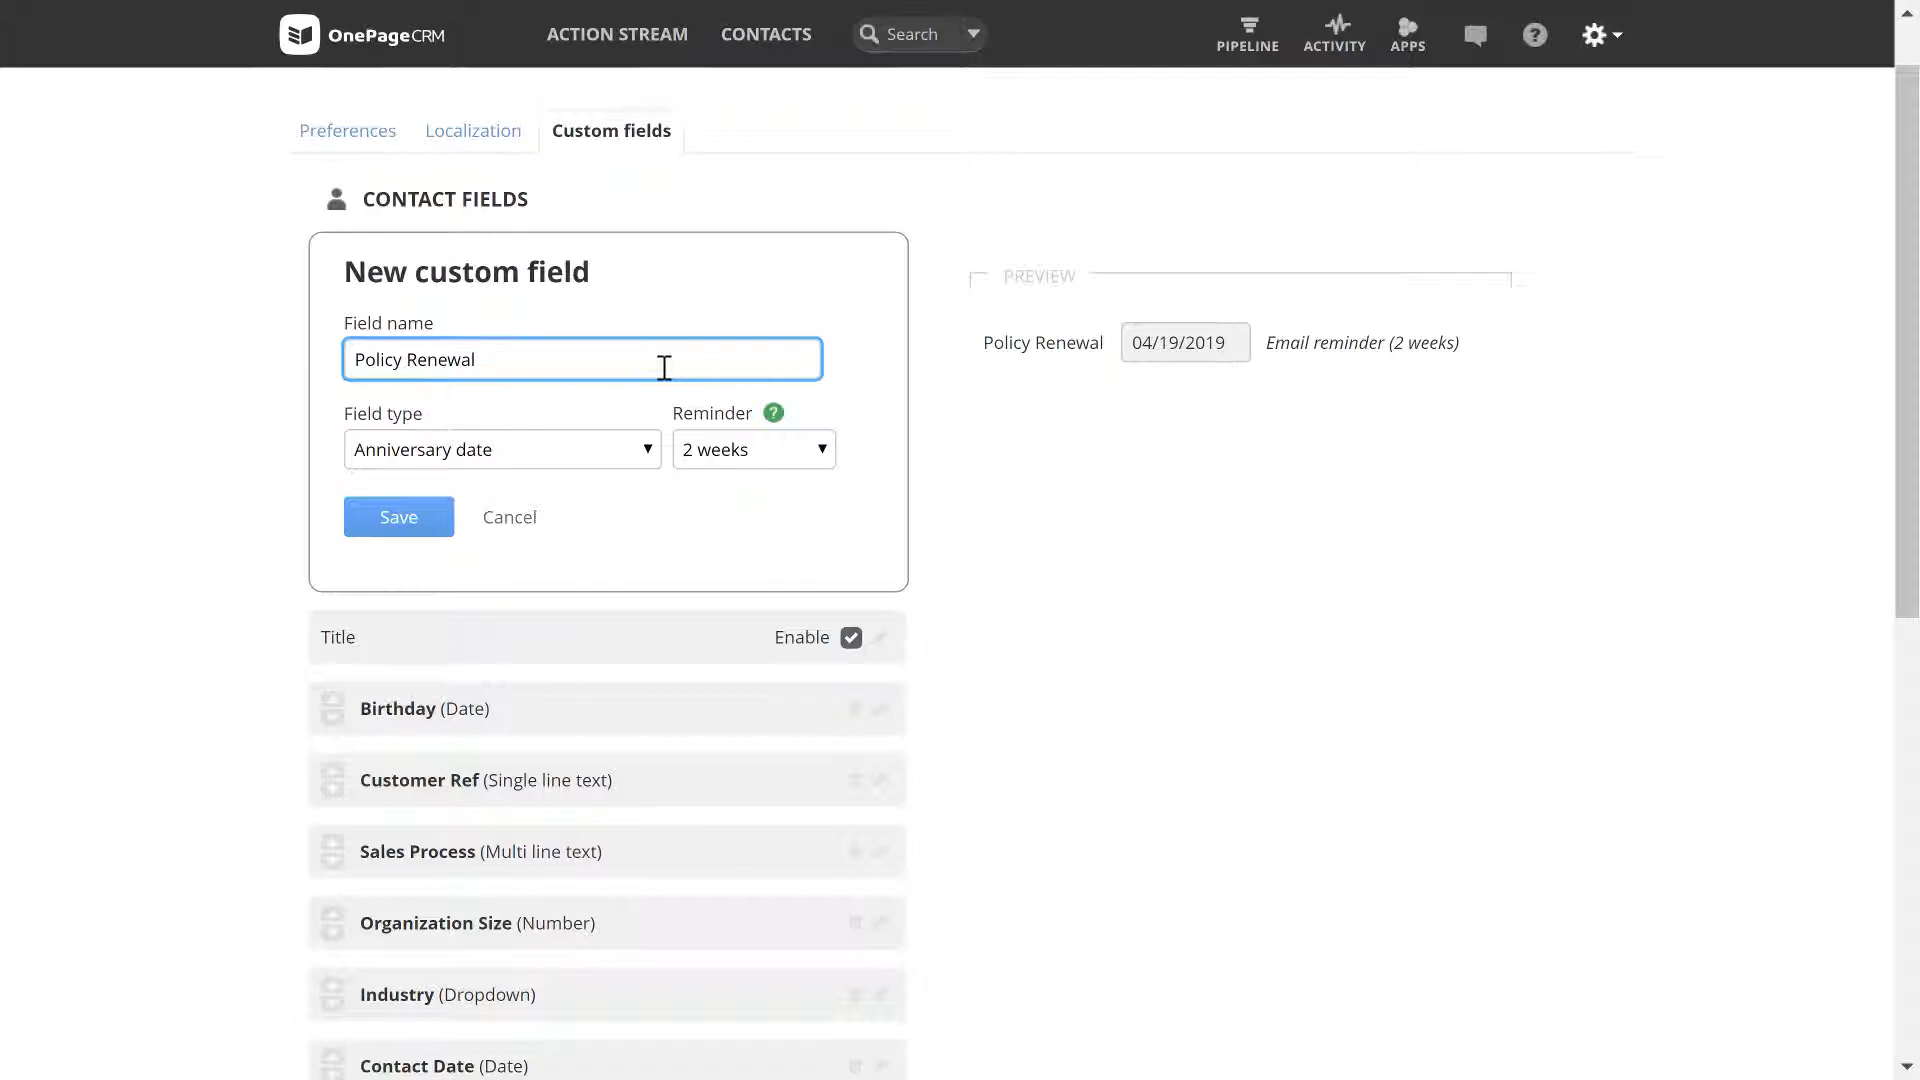 OnePageCRM ACTION STREAM CONTACTS Search PIPELINE ACTIVITY APPS ?
Preferences Localization Custom fields
CONTACT FIELDS
New custom field
PREVIEW
Field name
Policy Renewal
Policy Renewal 04/19/2019 Email reminder (2 weeks)
Field type Reminder ?
Anniversary date 2 weeks
Save Cancel
Title Enable
Birthday (Date)
Customer Ref (Single line text)
Sales Process (Multi line text)
Organization Size (Number)
Industry (Dropdown)
Contact Date (Date)